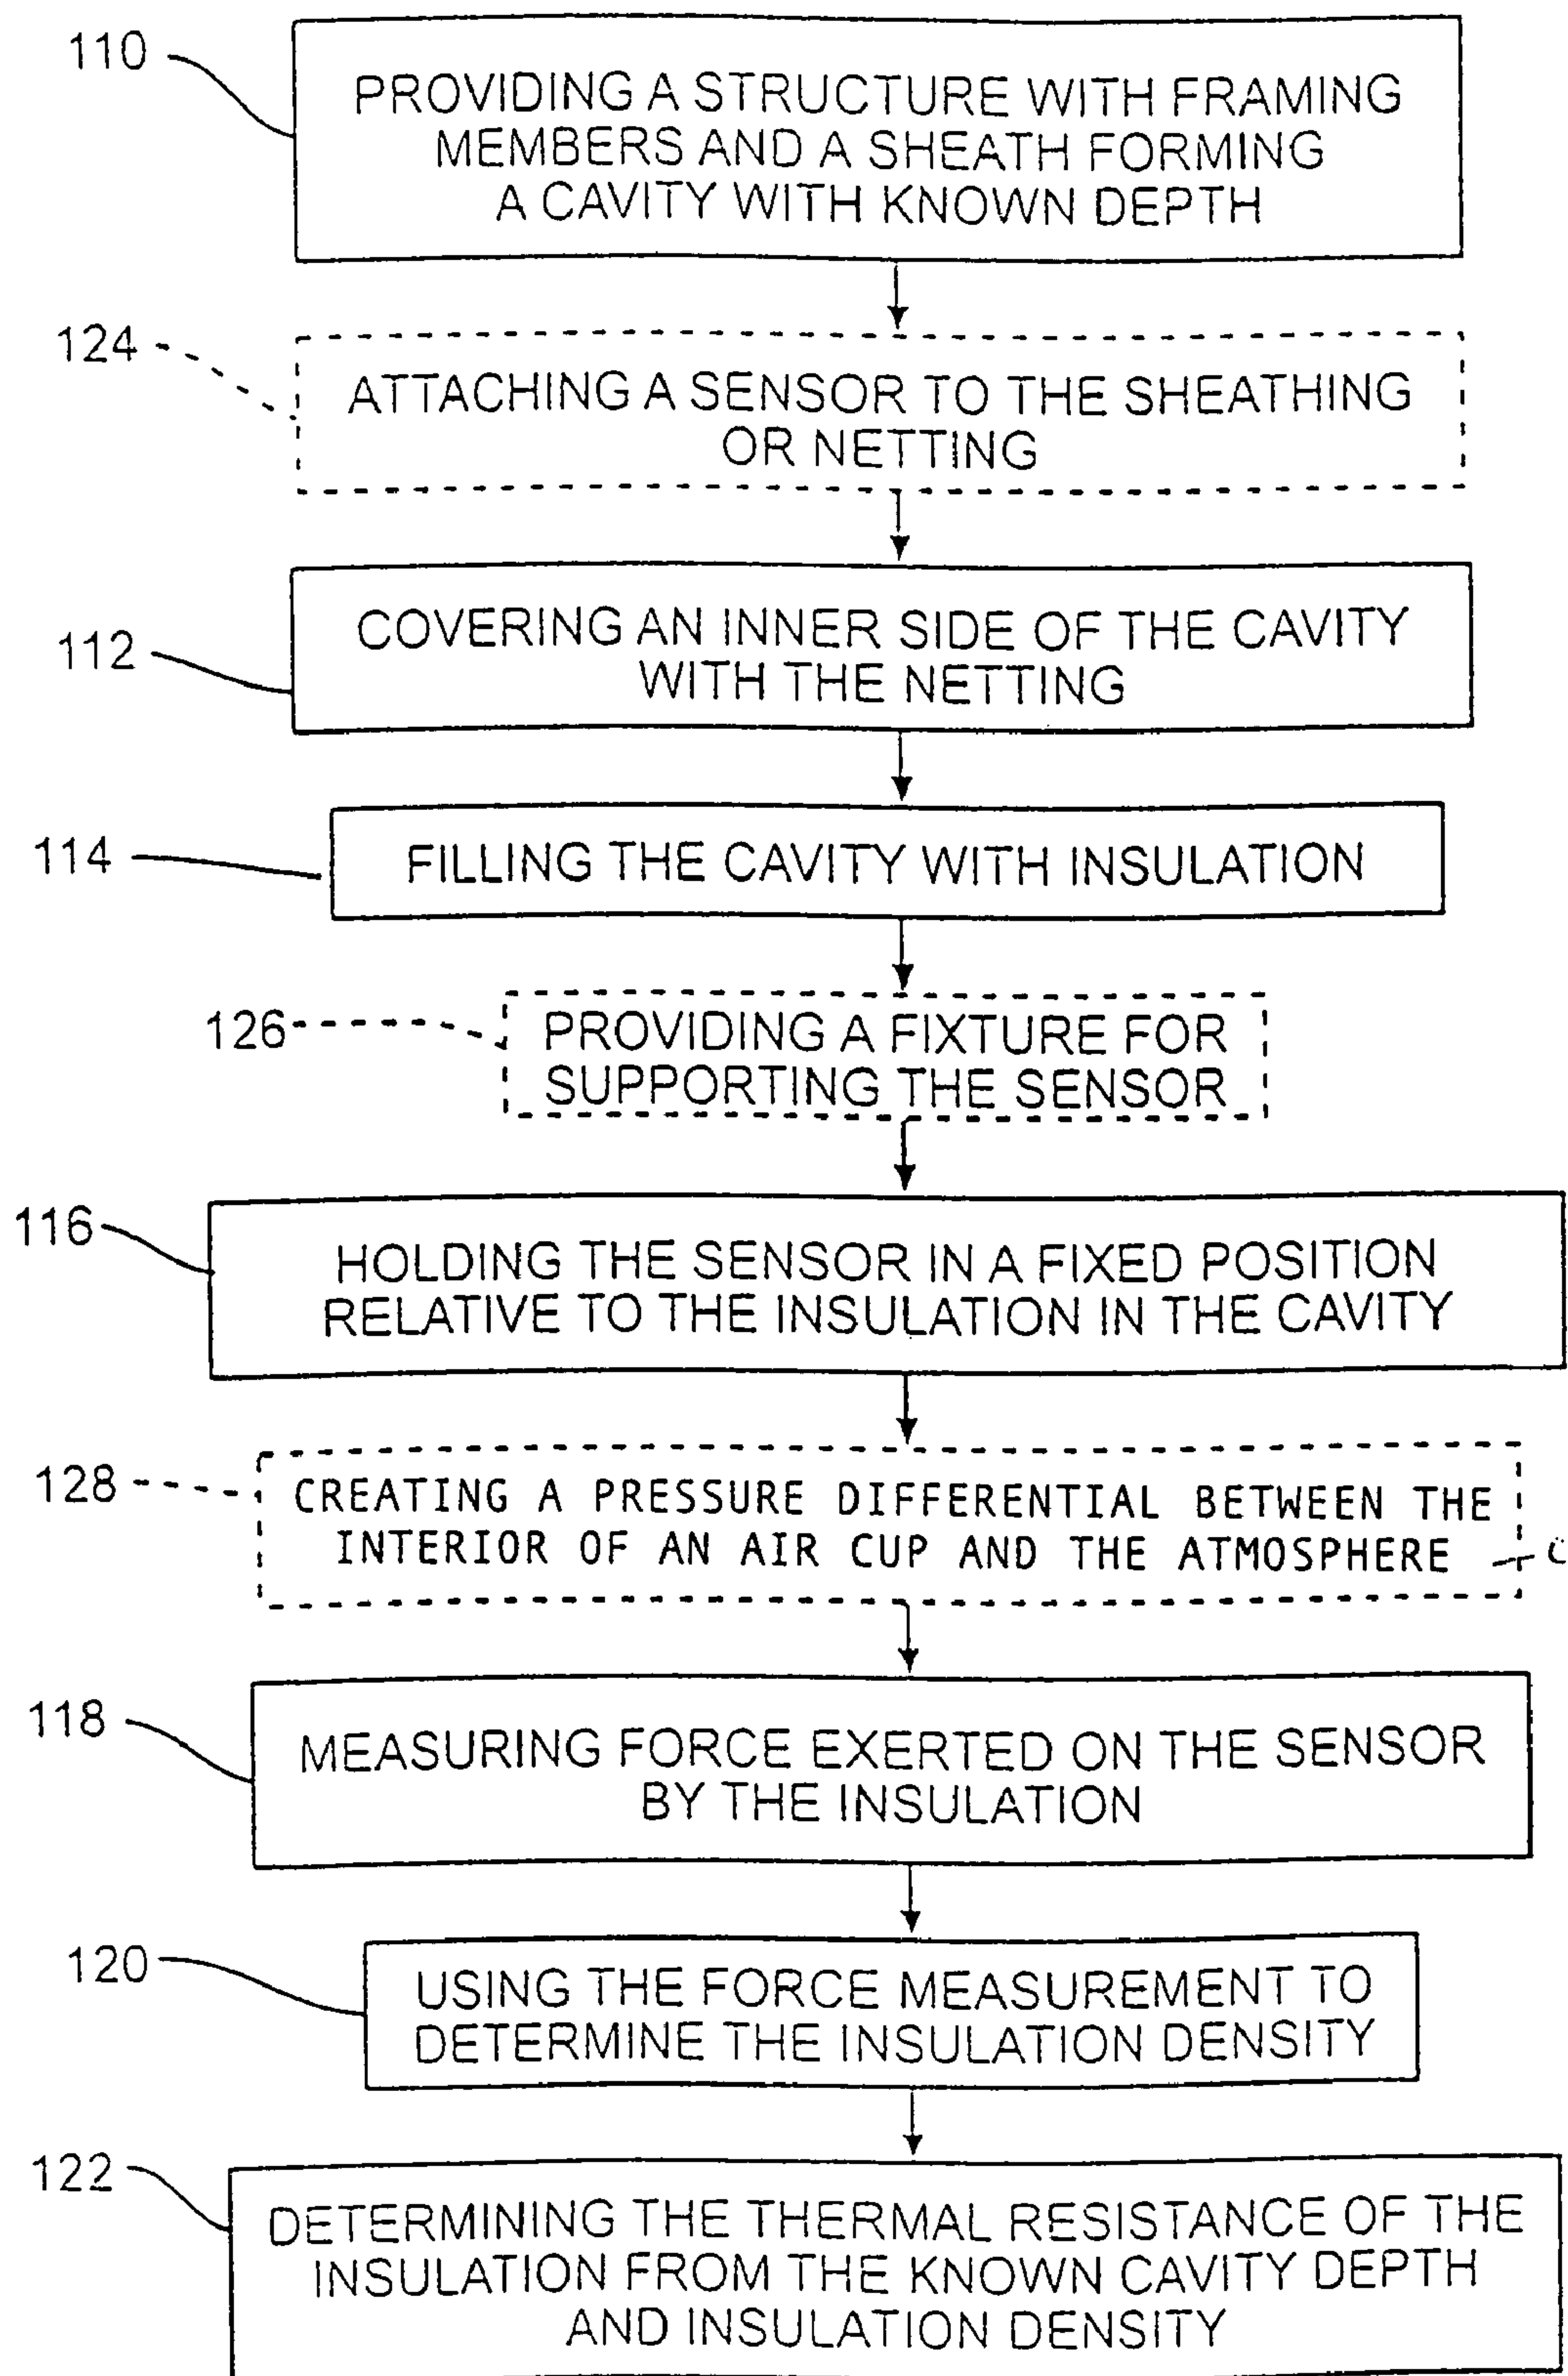 110
PROVIDING A STRUCTURE WITH FRAMING
MEMBERS AND A SHEATH FORMING
A CAVITY WITH KNOWN DEPTH
124
ATTACHING A SENSOR TO THE SHEATHING
OR NETTING
112
COVERING AN INNER SIDE OF THE CAVITY
WITH THE NETTING
114
FILLING THE CAVITY WITH INSULATION
126
PROVIDING A FIXTURE FOR
SUPPORTING THE SENSOR
116
HOLDING THE SENSOR IN A FIXED POSITION
RELATIVE TO THE INSULATION IN THE CAVITY
128
CREATING A PRESSURE DIFFERENTIAL BETWEEN THE
INTERIOR OF AN AIR CUP AND THE ATMOSPHERE
118
MEASURING FORCE EXERTED ON THE SENSOR
BY THE INSULATION
120
USING THE FORCE MEASUREMENT TO
DETERMINE THE INSULATION DENSITY
122
DETERMINING THE THERMAL RESISTANCE OF THE
INSULATION FROM THE KNOWN CAVITY DEPTH
AND INSULATION DENSITY